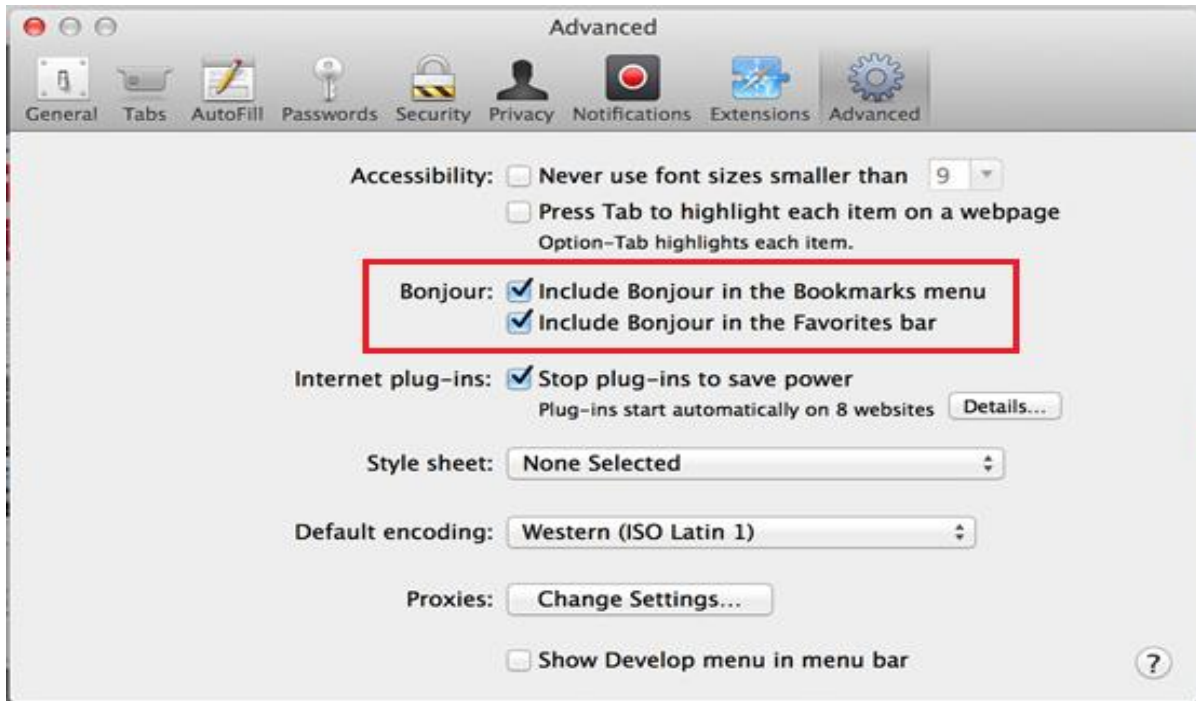 Advanced
General Tabs AutoFill Passwords Security Privacy Notifications Extensions Advanced
Accessibility: Never use font sizes smaller than 9
Press Tab to highlight each item on a webpage
Option-Tab highlights each item.
Bonjour: Include Bonjour in the Bookmarks menu
Include Bonjour in the Favorites bar
Internet plug-ins: Stop plug-ins to save power
Plug-ins start automatically on 8 websites Details...
Style sheet: None Selected
Default encoding: Western (ISO Latin 1)
Proxies: Change Settings...
Show Develop menu in menu bar
?